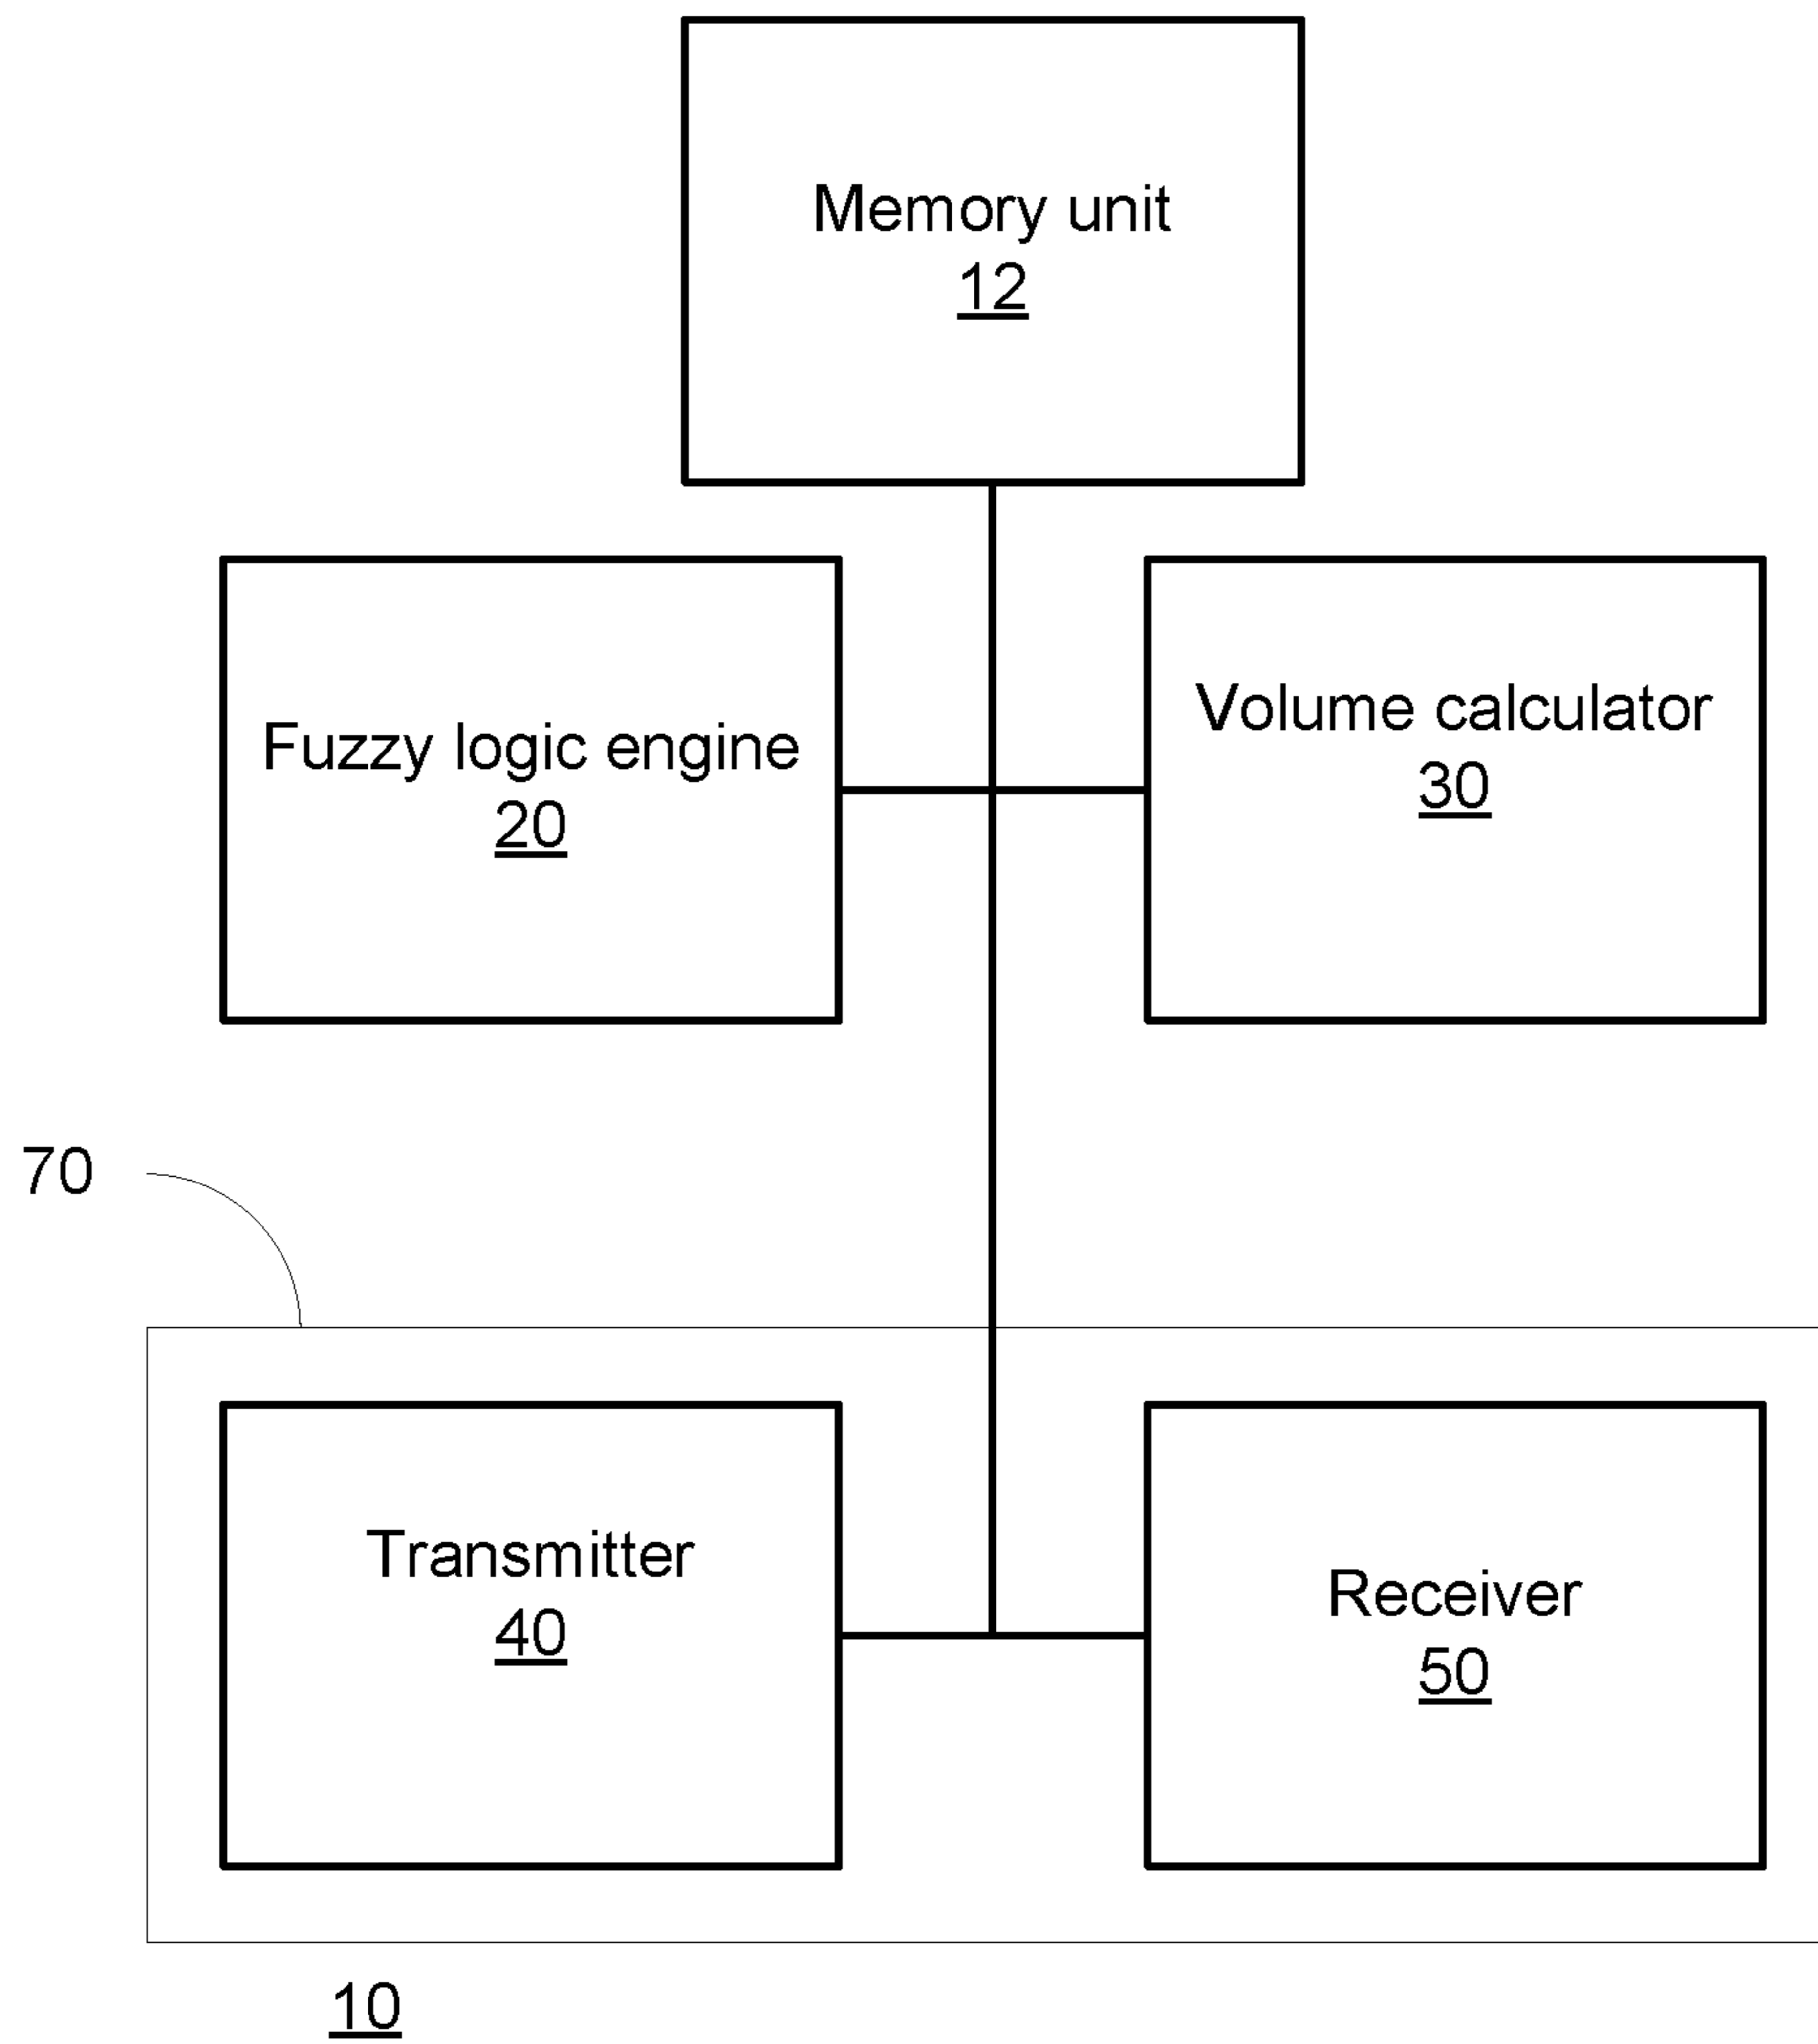 Memory unit
12
Fuzzy logic engine
20
Volume calculator
30
70
Transmitter
40
Receiver
50
10